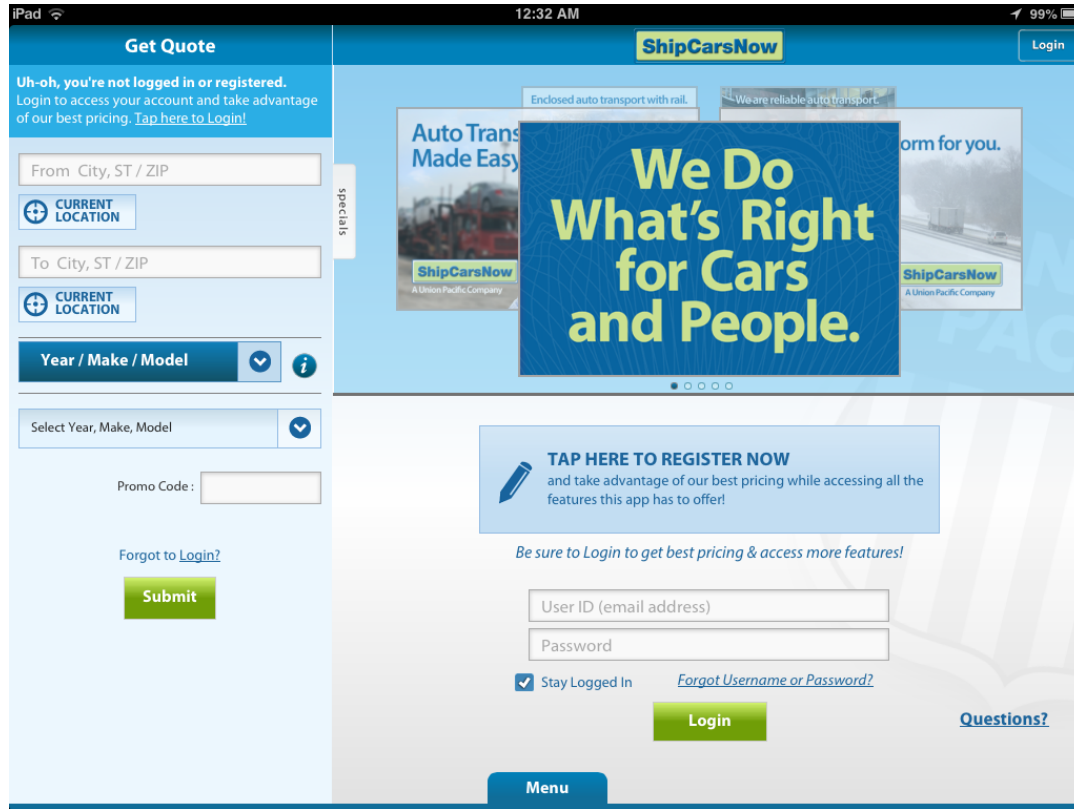 iPad
12:32 AM
99%
Get Quote
ShipCarsNow
Login
Uh-oh, you're not logged in or registered.
Login to access your account and take advantage
of our best pricing. Tap here to Login!
From City, ST / ZIP
CURRENT
LOCATION
To City, ST / ZIP
CURRENT
LOCATION
Year / Make / Model
i
Select Year, Make, Model
Promo Code :
Forgot to Login?
Submit
specials
Enclosed auto transport with rail.
We are reliable auto transport.
Auto Trans
Made Easy
ShipCarsNow
A Union Pacific Company
We Do
What's Right
for Cars
and People.
orm for you.
ShipCarsNow
A Union Pacific Company
TAP HERE TO REGISTER NOW
and take advantage of our best pricing while accessing all the
features this app has to offer!
Be sure to Login to get best pricing & access more features!
User ID (email address)
Password
Stay Logged In
Forgot Username or Password?
Login
Questions?
Menu